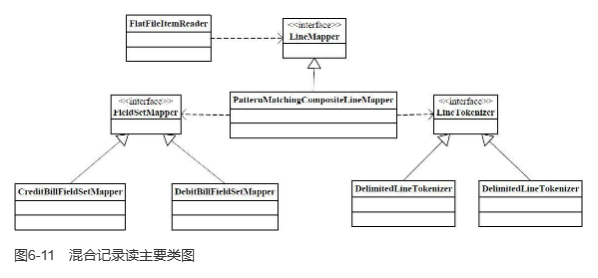 FlatFileItemReader
<<interface>>
LineMapper
<<interface>>
FieldSetMapper
PatternMatchingCompositeLineMapper
<<interface>>
LineTokenizer
CreditBillFieldSetMapper
DebitBillFieldSetMapper
DelimitedLineTokenizer
DelimitedLineTokenizer
图6-11 混合记录读主要类图